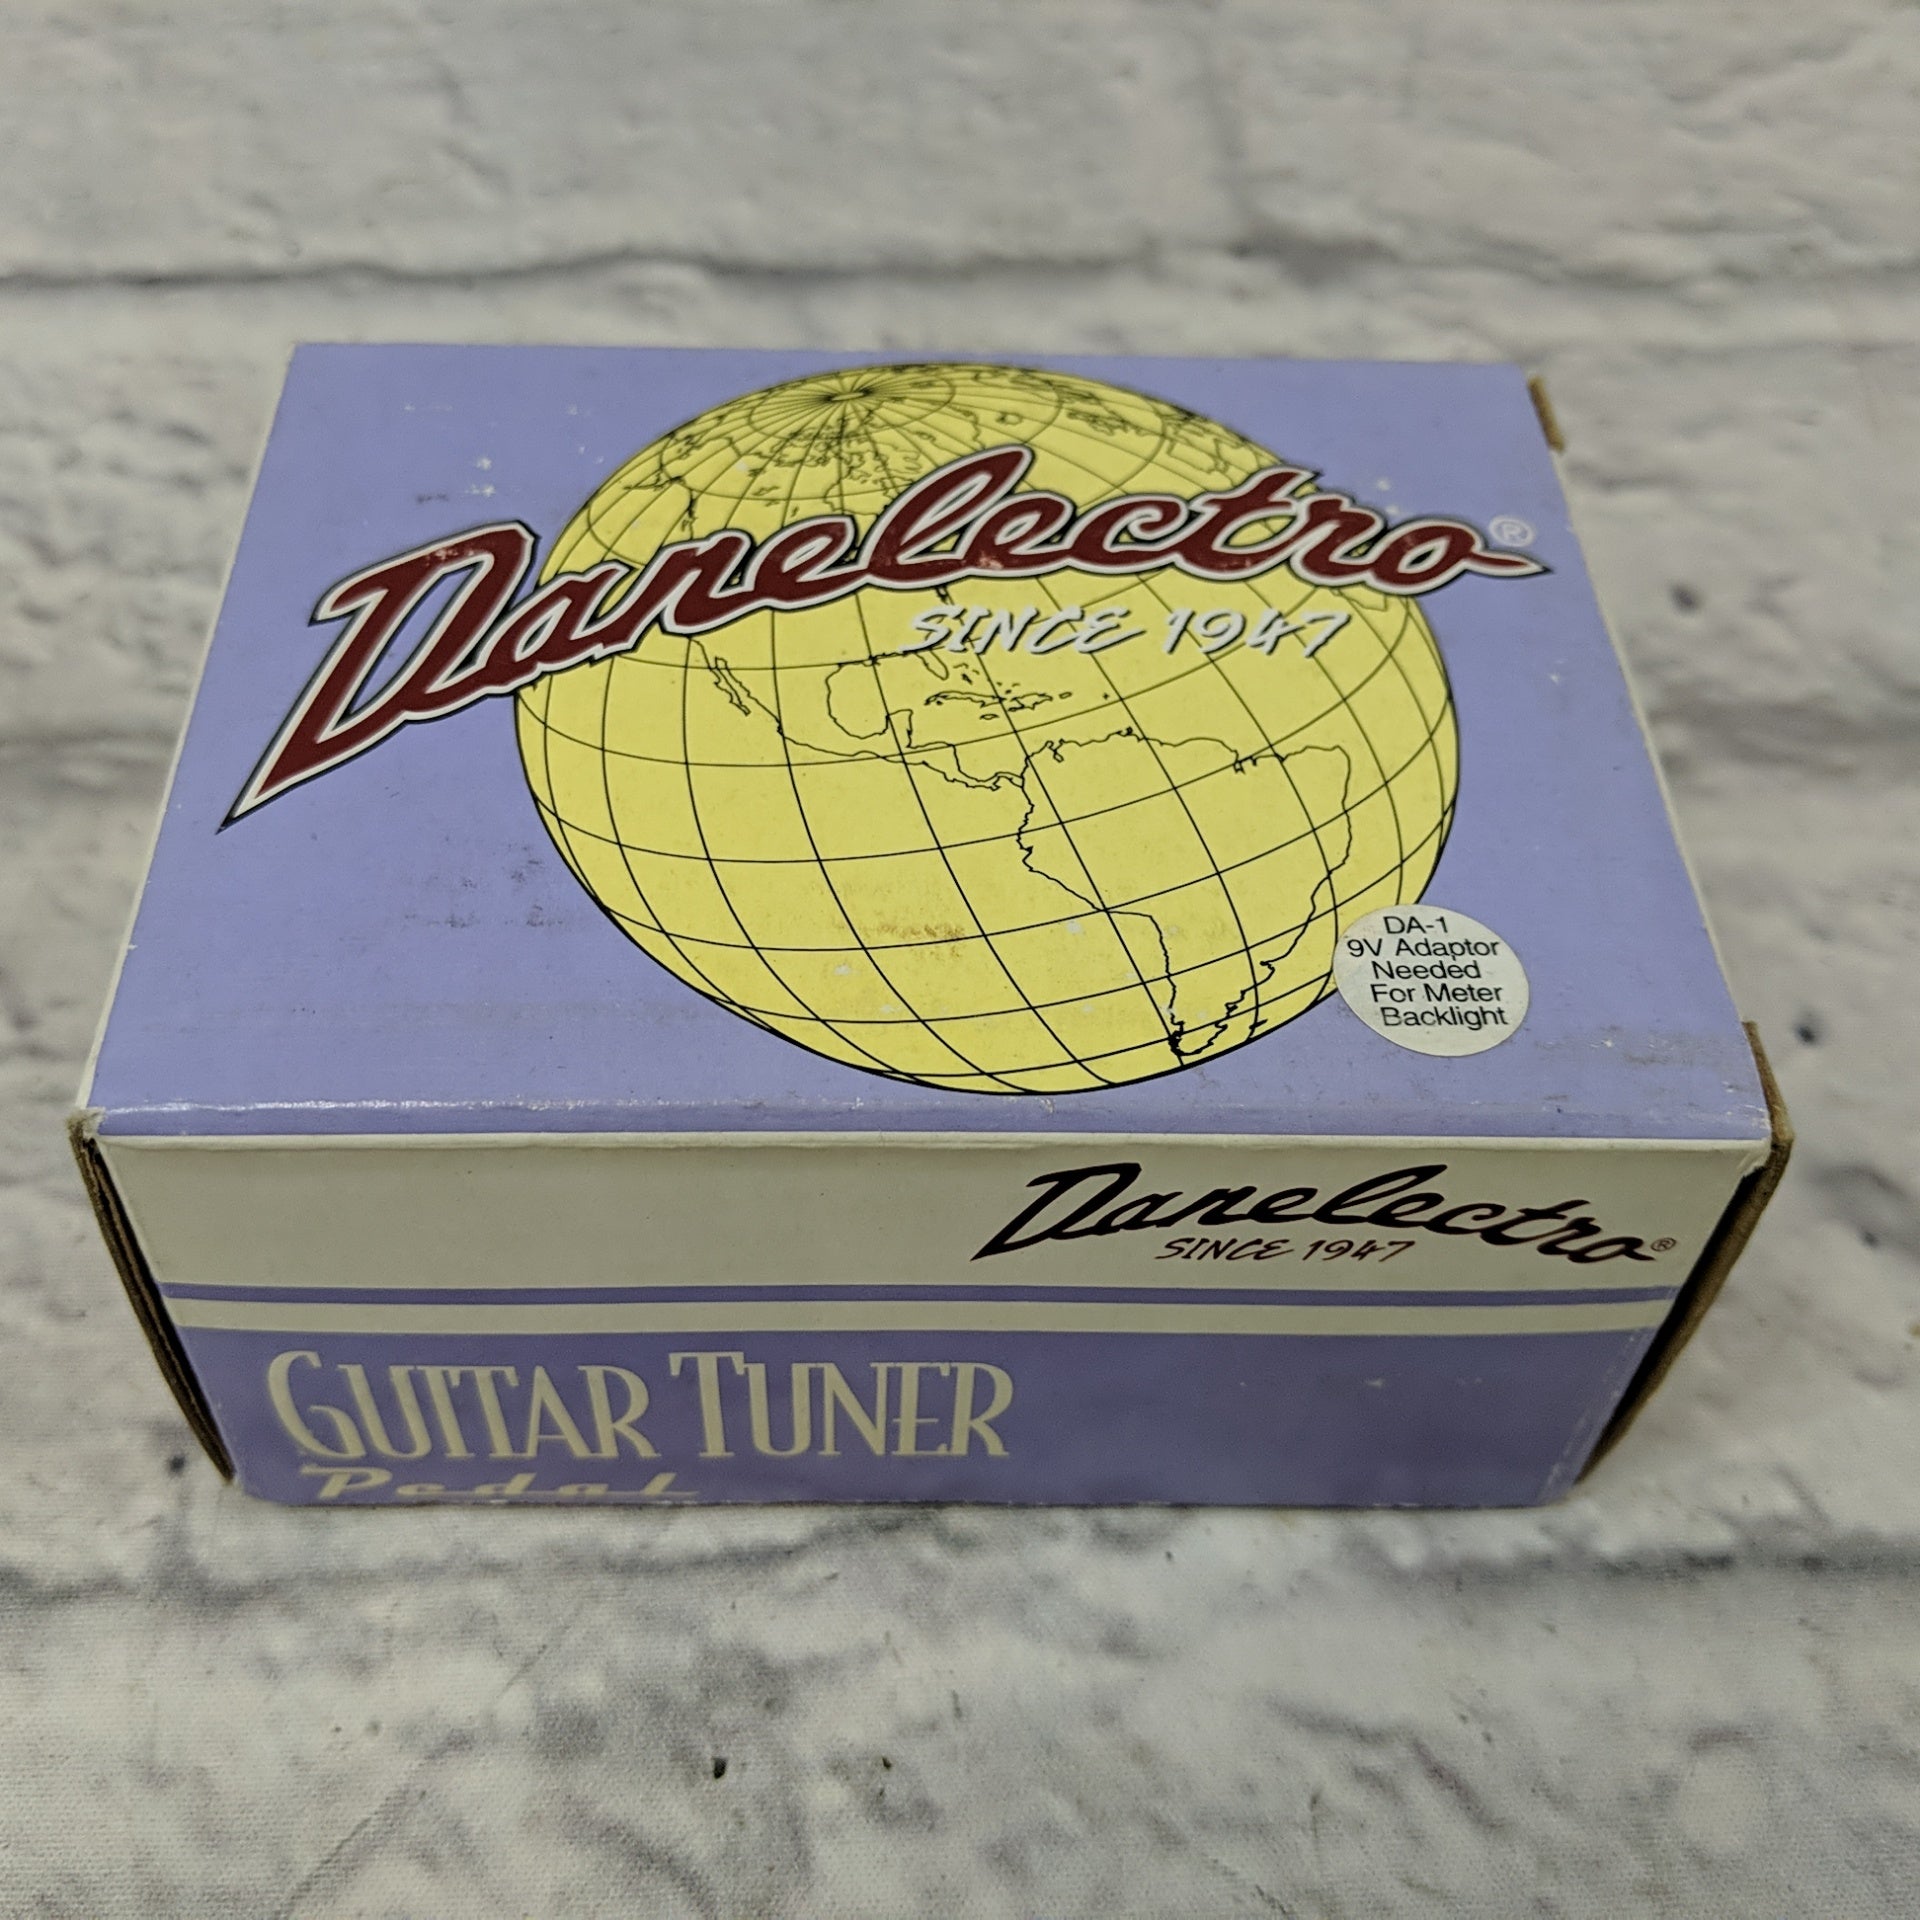 Danelectro®
SINCE 1947
DA-1
9V Adaptor
Needed
For Meter
Backlight
Danelectro®
SINCE 1947
GUITAR TUNER
Pedal